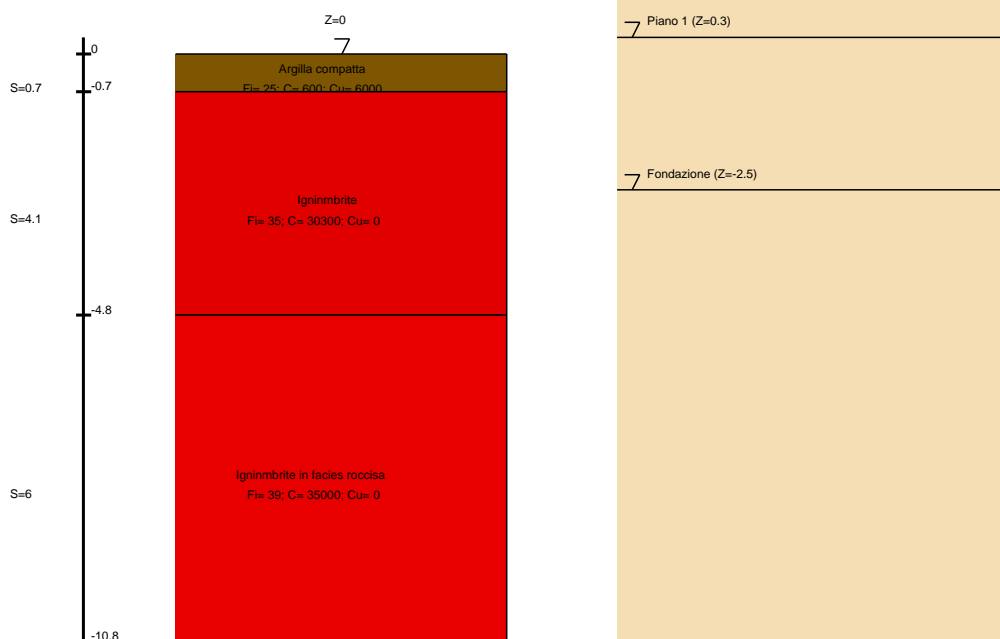 Z=0
Piano 1 (Z=0.3)
0
Argilla compatta
S=0.7
-0.7
Fi= 25; C= 600; Cu= 6000
Fondazione (Z=-2.5)
Igninmbrite
S=4.1
Fi= 35; C= 30300; Cu= 0
-4.8
Igninmbrite in facies roccisa
S=6
Fi= 39; C= 35000; Cu= 0
-10.8